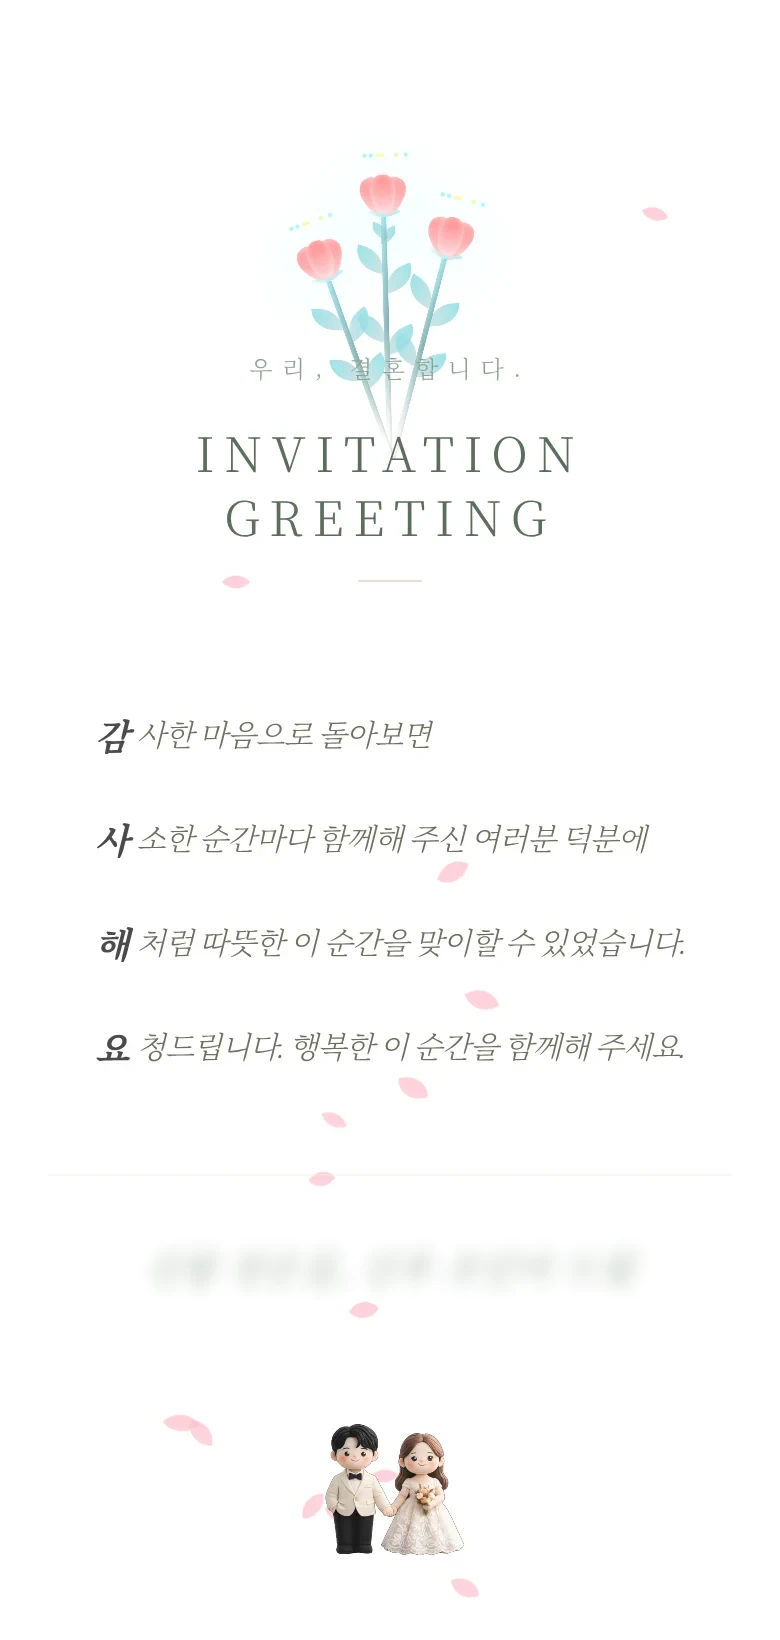 우리, 결혼합니다.
INVITATION
GREETING
감 사한 마음으로 돌아보면
사 소한 순간마다 함께해 주신 여러분 덕분에
해 처럼 따뜻한 이 순간을 맞이할 수 있었습니다.
요 청드립니다. 행복한 이 순간을 함께해 주세요.